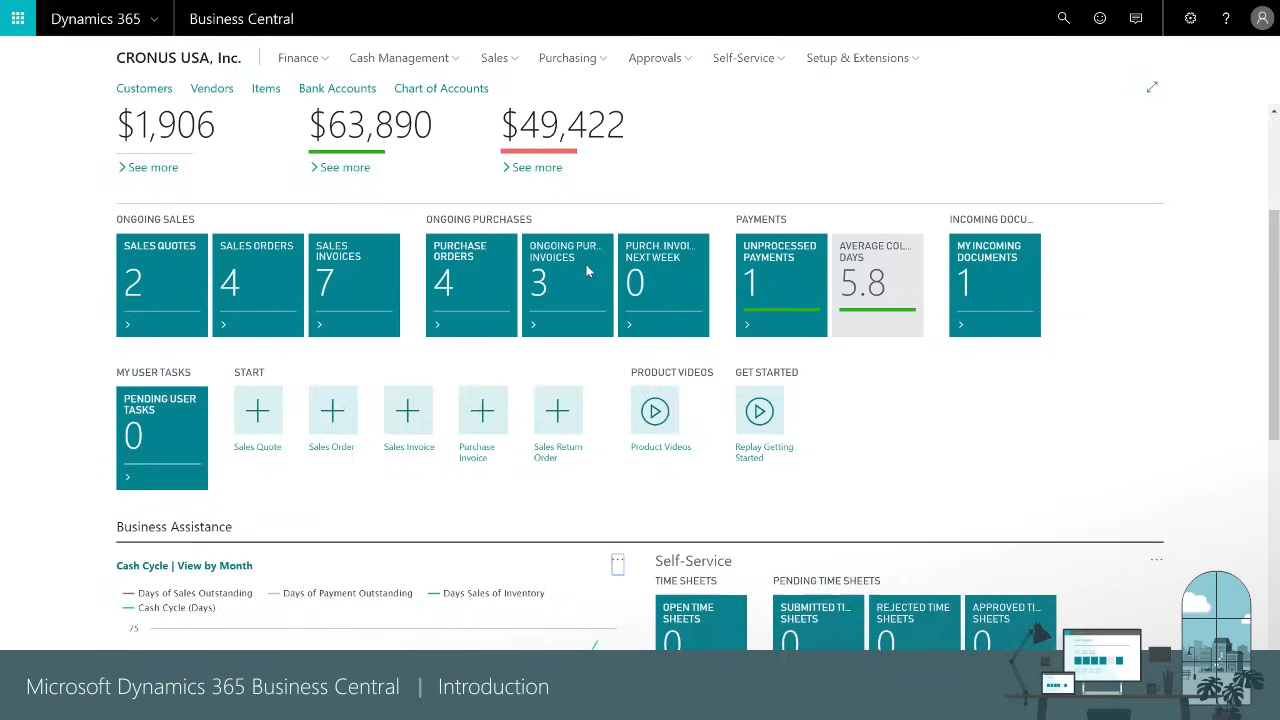 Dynamics 365
Business Central
?
CRONUS USA, Inc.
Finance
Cash Management
Sales
Purchasing
Approvals
Self-Service
Setup & Extensions
Customers
Vendors
Items
Bank Accounts
Chart of Accounts
$1,906
$63,890
$49,422
See more
See more
See more
ONGOING SALES
ONGOING PURCHASES
PAYMENTS
INCOMING DOCU...
SALES QUOTES
2
SALES ORDERS
4
SALES
INVOICES
7
PURCHASE
ORDERS
4
ONGOING PUR...
INVOICES
3
PURCH. INVOI...
NEXT WEEK
0
UNPROCESSED
PAYMENTS
1
AVERAGE COL...
DAYS
5.8
MY INCOMING
DOCUMENTS
1
MY USER TASKS
START
PRODUCT VIDEOS
GET STARTED
PENDING USER
TASKS
0
Sales Quote
Sales Order
Sales Invoice
Purchase
Invoice
Sales Return
Order
Product Videos
Replay Getting
Started
Business Assistance
Cash Cycle | View by Month
Days of Sales Outstanding
Days of Payment Outstanding
Days Sales of Inventory
Cash Cycle (Days)
75
Self-Service
TIME SHEETS
PENDING TIME SHEETS
OPEN TIME
SHEETS
0
SUBMITTED TI...
SHEETS
0
REJECTED TIME
SHEETS
0
APPROVED TI...
SHEETS
0
Microsoft Dynamics 365 Business Central | Introduction